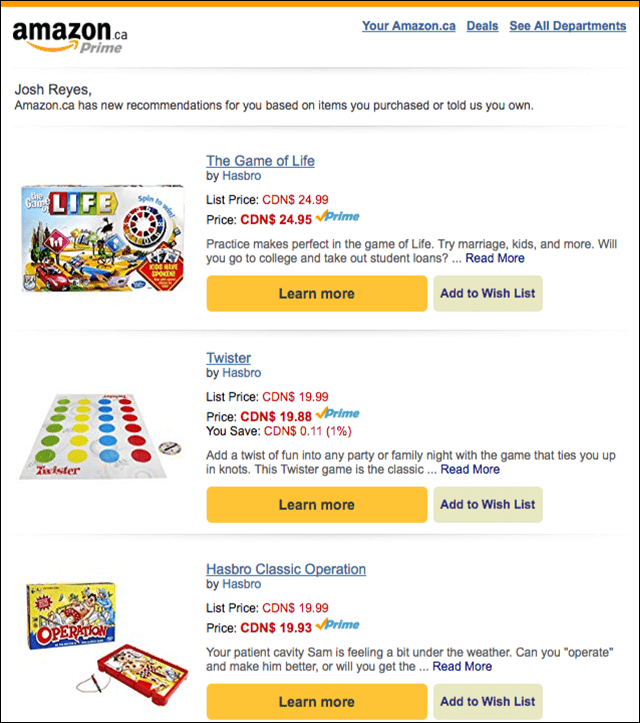 amazon.ca
Prime
Your Amazon.ca Deals See All Departments
Josh Reyes,
Amazon.ca has new recommendations for you based on items you purchased or told us you own.
The Game of Life
by Hasbro
List Price: CDN$ 24.99
Price: CDN$ 24.95 Prime
Practice makes perfect in the game of Life. Try marriage, kids, and more. Will
you go to college and take out student loans? ... Read More
Learn more Add to Wish List
the
Game of LIFE
Spin to win!
KIDS HAVE
SPOKEN!
Twister
by Hasbro
List Price: CDN$ 19.99
Price: CDN$ 19.88 Prime
You Save: CDN$ 0.11 (1%)
Add a twist of fun into any party or family night with the game that ties you up
in knots. This Twister game is the classic ... Read More
Learn more Add to Wish List
Twister
Hasbro Classic Operation
by Hasbro
List Price: CDN$ 19.99
Price: CDN$ 19.93 Prime
Your patient cavity Sam is feeling a bit under the weather. Can you "operate"
and make him better, or will you get the ... Read More
Learn more Add to Wish List
OPERATION